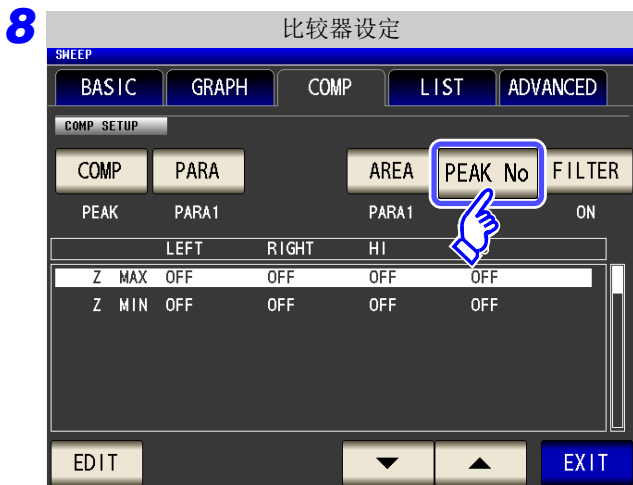 8
比较器设定
SWEEP
BASIC GRAPH COMP LIST ADVANCED
COMP SETUP
COMP PARA AREA PEAK No FILTER
PEAK PARA1 PARA1 ON
LEFT RIGHT HI
Z MAX OFF OFF OFF OFF
Z MIN OFF OFF OFF OFF
EDIT ▼ ▲ EXIT